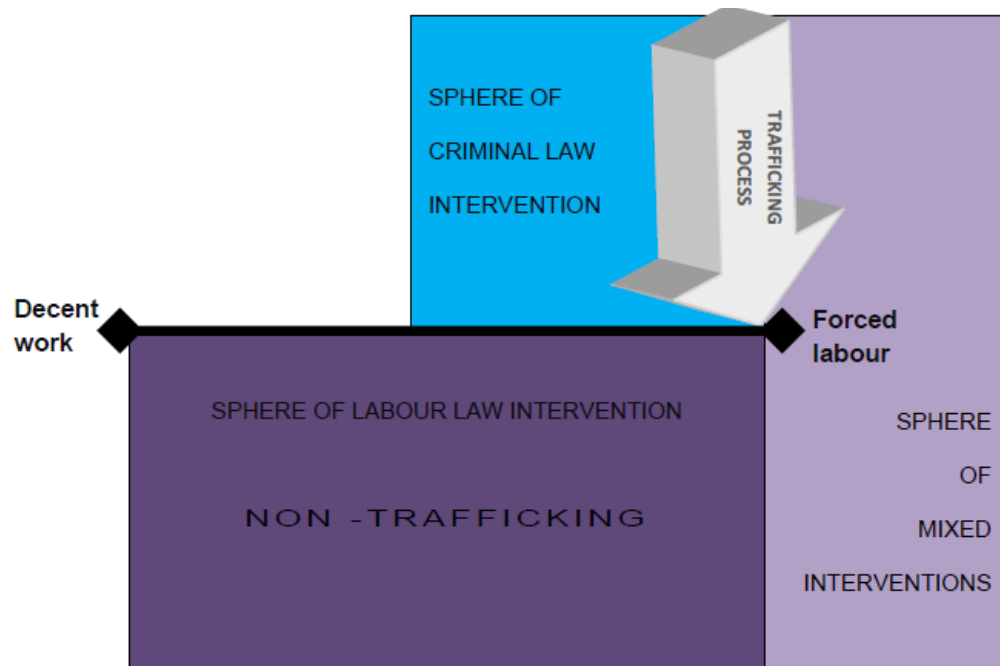 SPHERE OF
CRIMINAL LAW
INTERVENTION
TRAFFICKING
PROCESS
Decent
work
Forced
labour
SPHERE OF LABOUR LAW INTERVENTION
NON -TRAFFICKING
SPHERE
OF
MIXED
INTERVENTIONS